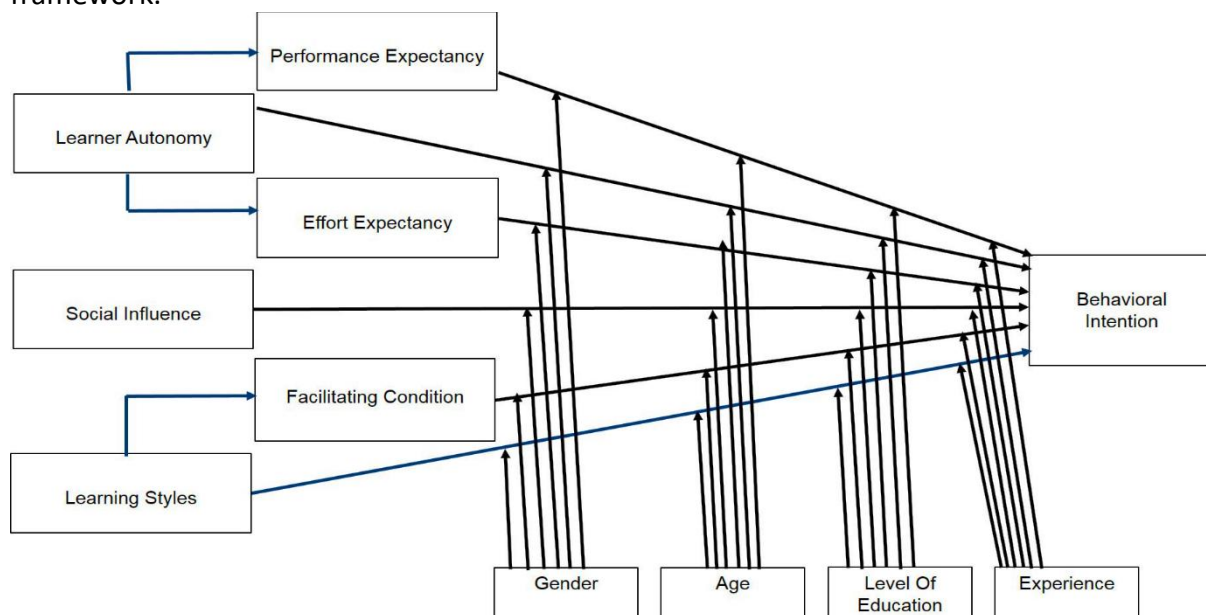 framework.
Performance Expectancy
Learner Autonomy
Effort Expectancy
Social Influence
Behavioral
Intention
Facilitating Condition
Learning Styles
Gender
Age
Level Of
Education
Experience